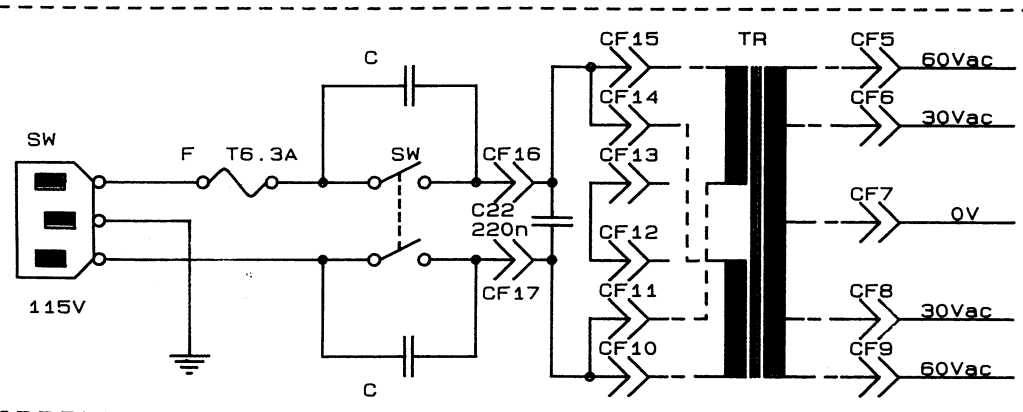 CF15
TR
CF5
60Vac
C
CF14
CF6
30Vac
SW
F
T6.3A
SW
CF16
CF13
C22
220n
CF7
0V
CF12
CF17
CF11
CF8
30Vac
115V
CF10
CF9
60Vac
C